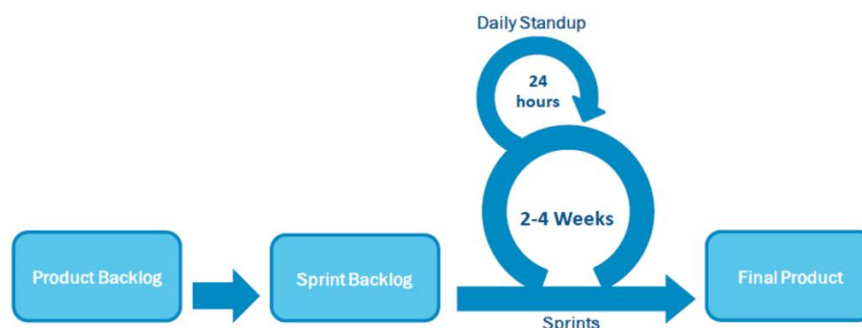 Daily Standup
24
hours
2-4 Weeks
Product Backlog
Sprint Backlog
Final Product
Sprints